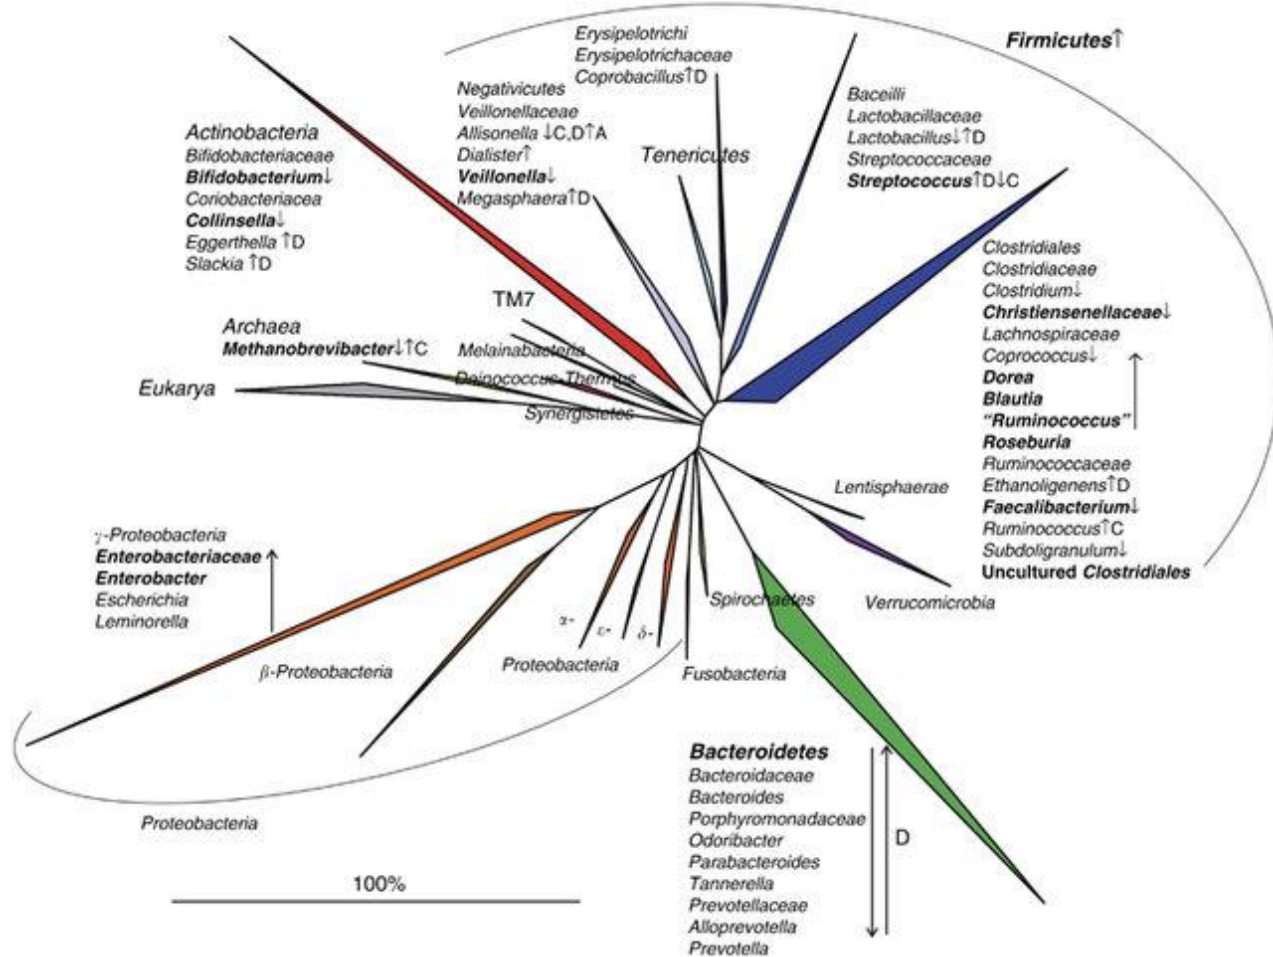 Firmicutes↑
Erysipelotrichi
Erysipelotrichaceae
Coprobacillus↑D
Negativicutes
Veillonellaceae
Allisonella ↓C,D↑A
Dialister↑
Veillonella↓
Megasphaera↑D
Tenericutes
Baceilli
Lactobacillaceae
Lactobacillus↓↑D
Streptococcaceae
Streptococcus↑D↓C
Actinobacteria
Bifidobacteriaceae
Bifidobacterium↓
Coriobacteriacea
Collinsella↓
Eggerthella ↑D
Slackia ↑D
TM7
Archaea
Methanobrevibacter↓↑C
Melainabacteria
Deinococcus-Thermus
Synergistetes
Eukarya
Clostridiales
Clostridiaceae
Clostridium↓
Christiensenellaceae↓
Lachnospiraceae
Coprococcus↓
Dorea
Blautia
“Ruminococcus”
Roseburia
Ruminococcaceae
Ethanoligenens↑D
Faecalibacterium↓
Ruminococcus↑C
Subdoligranulum↓
Uncultured Clostridiales
Lentisphaerae
Verrucomicrobia
Spirochaetes
Fusobacteria
γ-Proteobacteria
Enterobacteriaceae
Enterobacter
Escherichia
Leminorella
β-Proteobacteria
α- ε- δ-
Proteobacteria
Proteobacteria
Bacteroidetes
Bacteroidaceae
Bacteroides
Porphyromonadaceae
Odoribacter
Parabacteroides
Tannerella
Prevotellaceae
Alloprevotella
Prevotella
D
100%